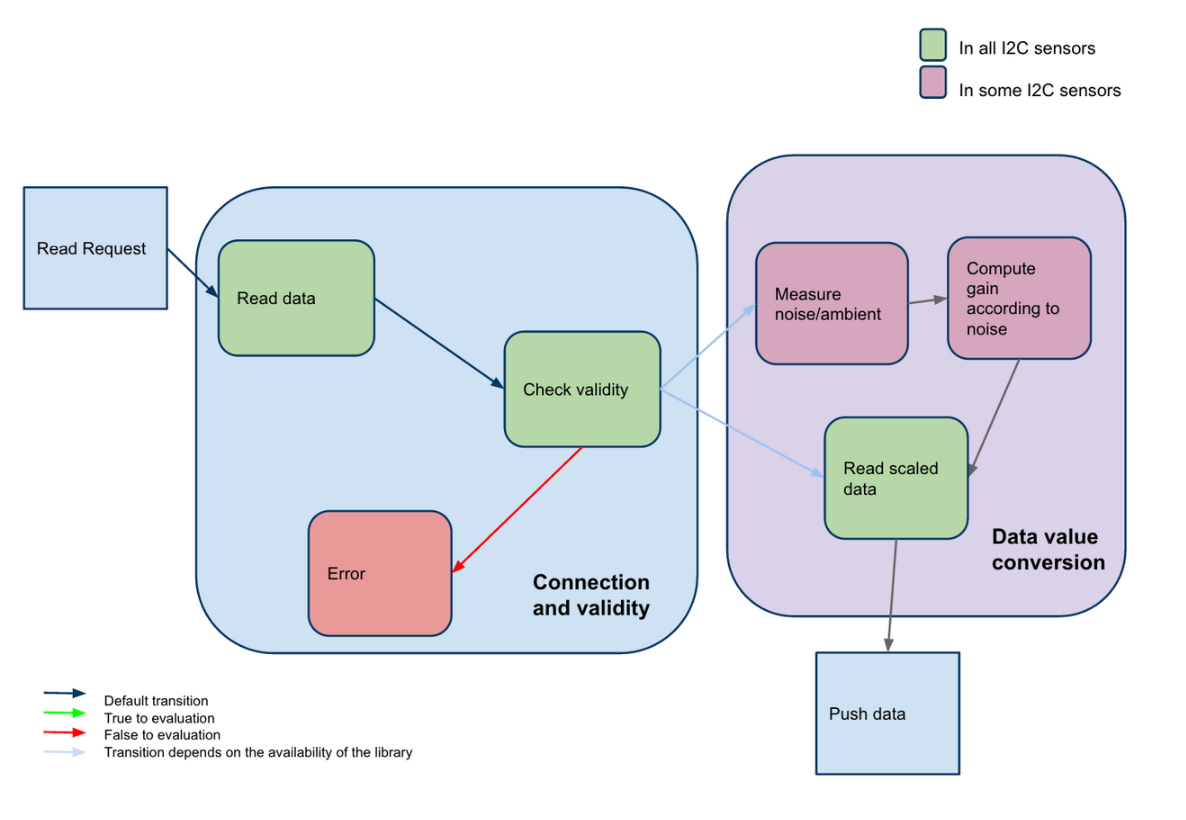 In all I2C sensors
In some I2C sensors
Read Request
Read data
Check validity
Error
Connection
and validity
Measure
noise/ambient
Compute
gain
according to
noise
Read scaled
data
Data value
conversion
Push data
Default transition
True to evaluation
False to evaluation
Transition depends on the availability of the library